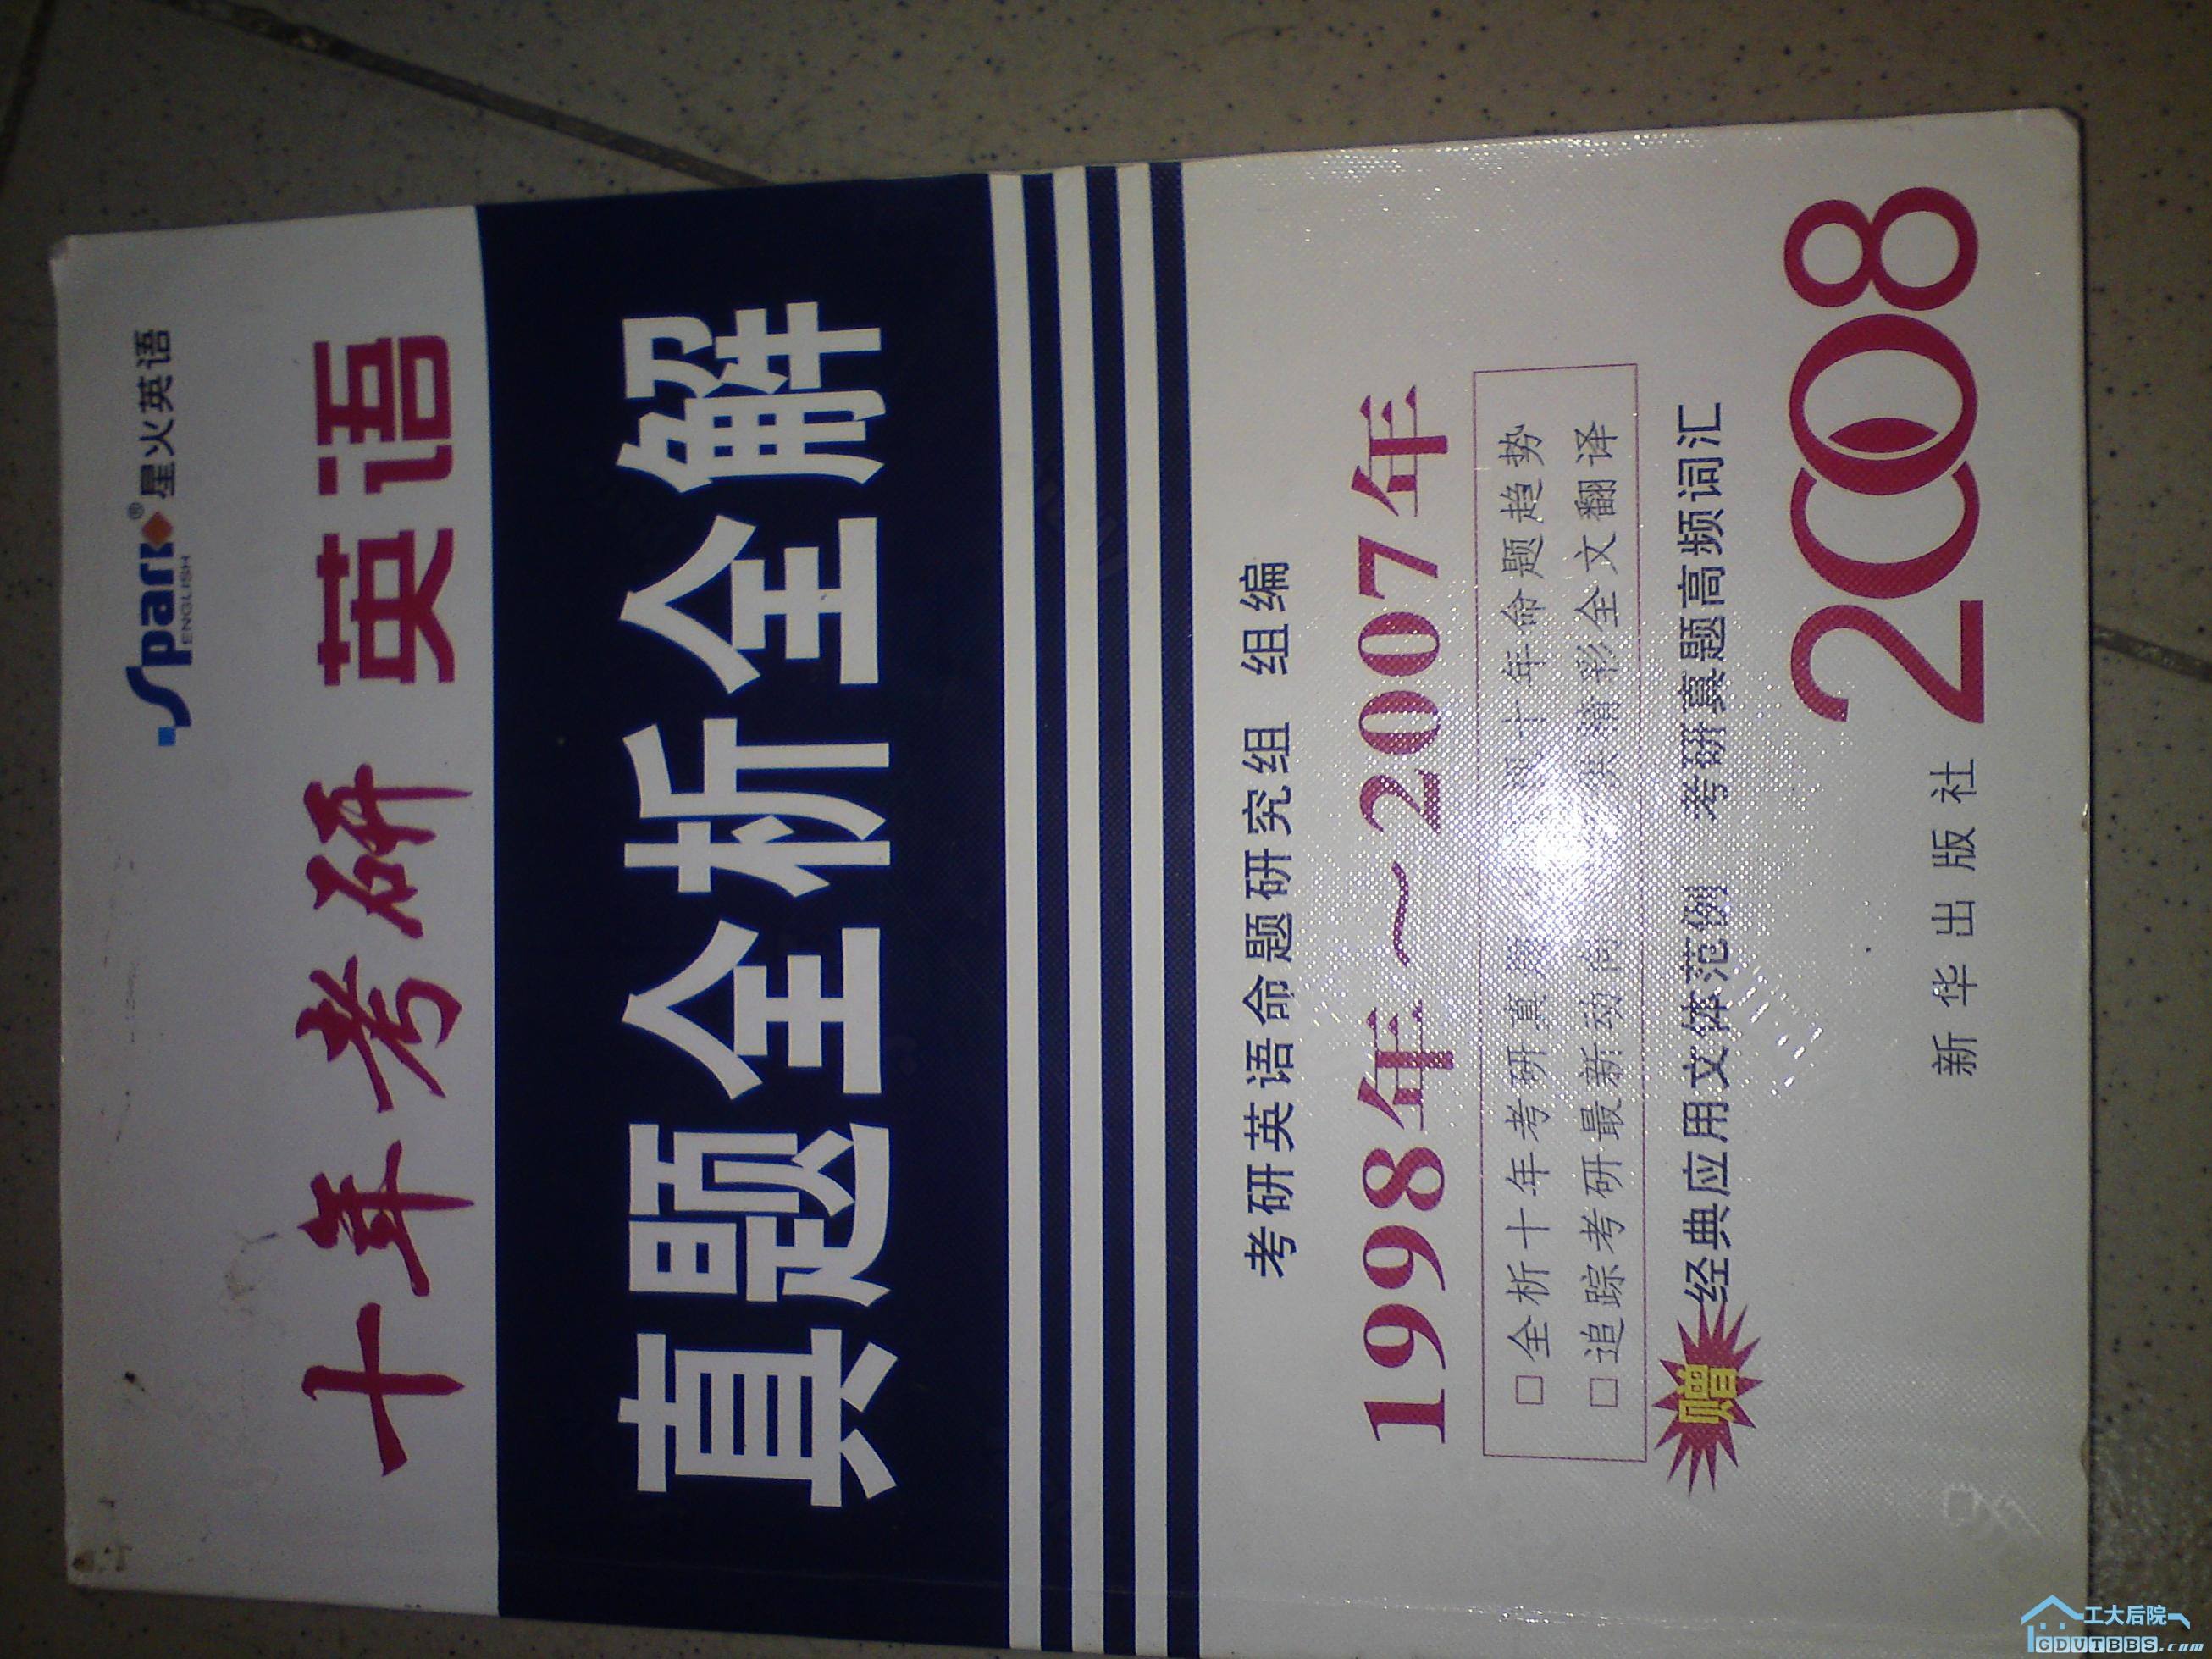 Spark® 星火英语
ENGLISH
十年考研 英语
真题全析全解
考研英语命题研究组 组编
1998年～2007年
□ 全析十年考研真题 十年命题趋势
□ 追踪考研最新动向 精彩全文翻译
赠 经典应用文体范例 考研真题高频词汇
新华出版社 2008
工大后院
GDUTBBS.com